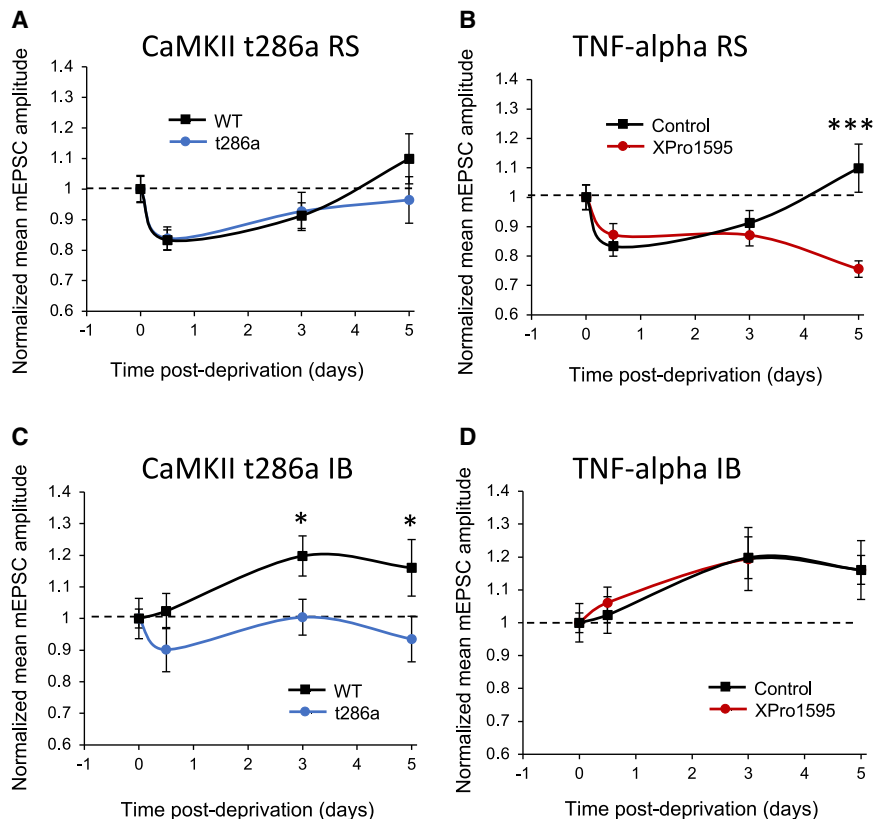 A
CaMKII t286a RS
Normalized mean mEPSC amplitude
1.4
1.3
1.2
1.1
1
0.9
0.8
0.7
0.6
WT
t286a
-1 0 1 2 3 4 5
Time post-deprivation (days)
B
TNF-alpha RS
Normalized mean mEPSC amplitude
1.4
1.3
1.2
1.1
1
0.9
0.8
0.7
0.6
Control
XPro1595
***
-1 0 1 2 3 4 5
Time post-deprivation (days)
C
CaMKII t286a IB
Normalized mean mEPSC amplitude
1.4
1.3
1.2
1.1
1
0.9
0.8
0.7
0.6
* *
WT
t286a
-1 0 1 2 3 4 5
Time post-deprivation (days)
D
TNF-alpha IB
Normalized mean mEPSC amplitude
1.4
1.3
1.2
1.1
1
0.9
0.8
0.7
0.6
Control
XPro1595
-1 0 1 2 3 4 5
Time post-deprivation (days)